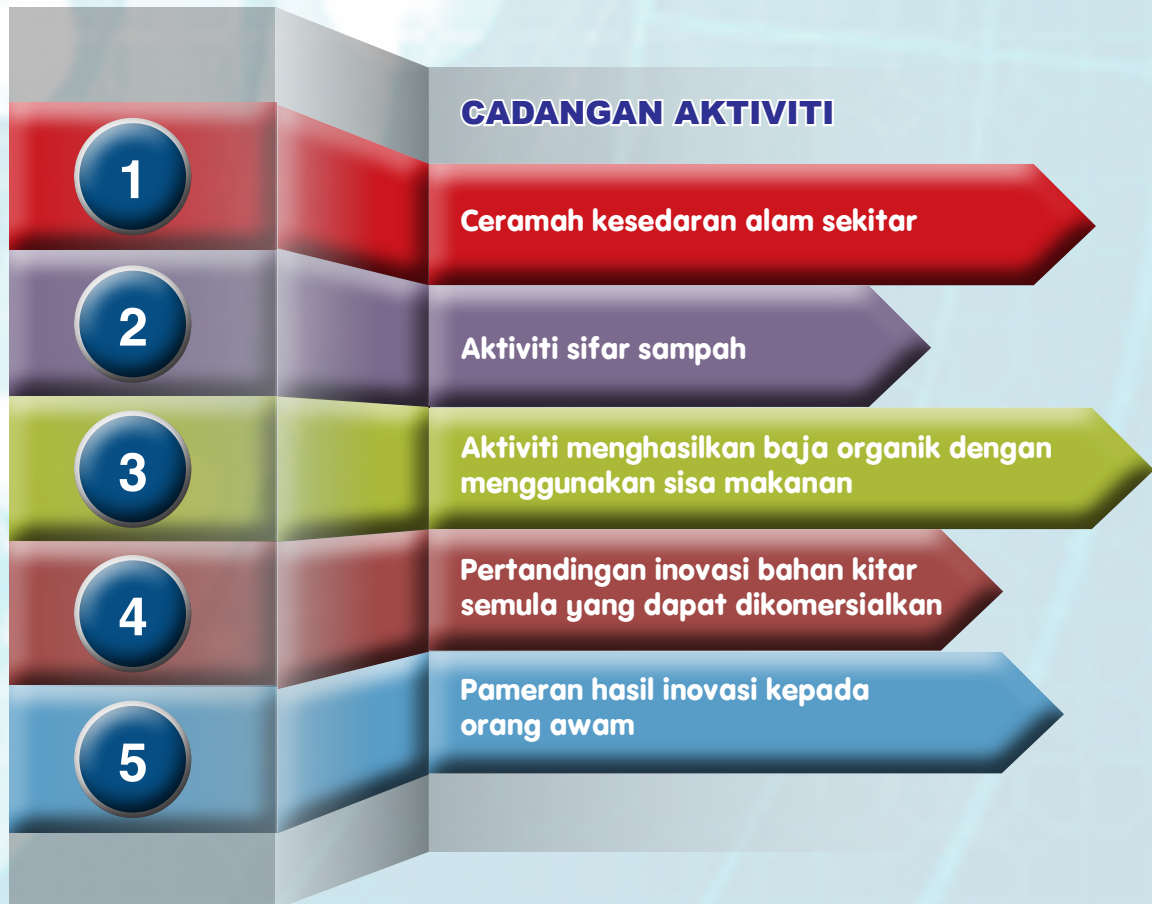 CADANGAN AKTIVITI
1
Ceramah kesedaran alam sekitar
2
Aktiviti sifar sampah
3
Aktiviti menghasilkan baja organik dengan
menggunakan sisa makanan
4
Pertandingan inovasi bahan kitar
semula yang dapat dikomersialkan
5
Pameran hasil inovasi kepada
orang awam